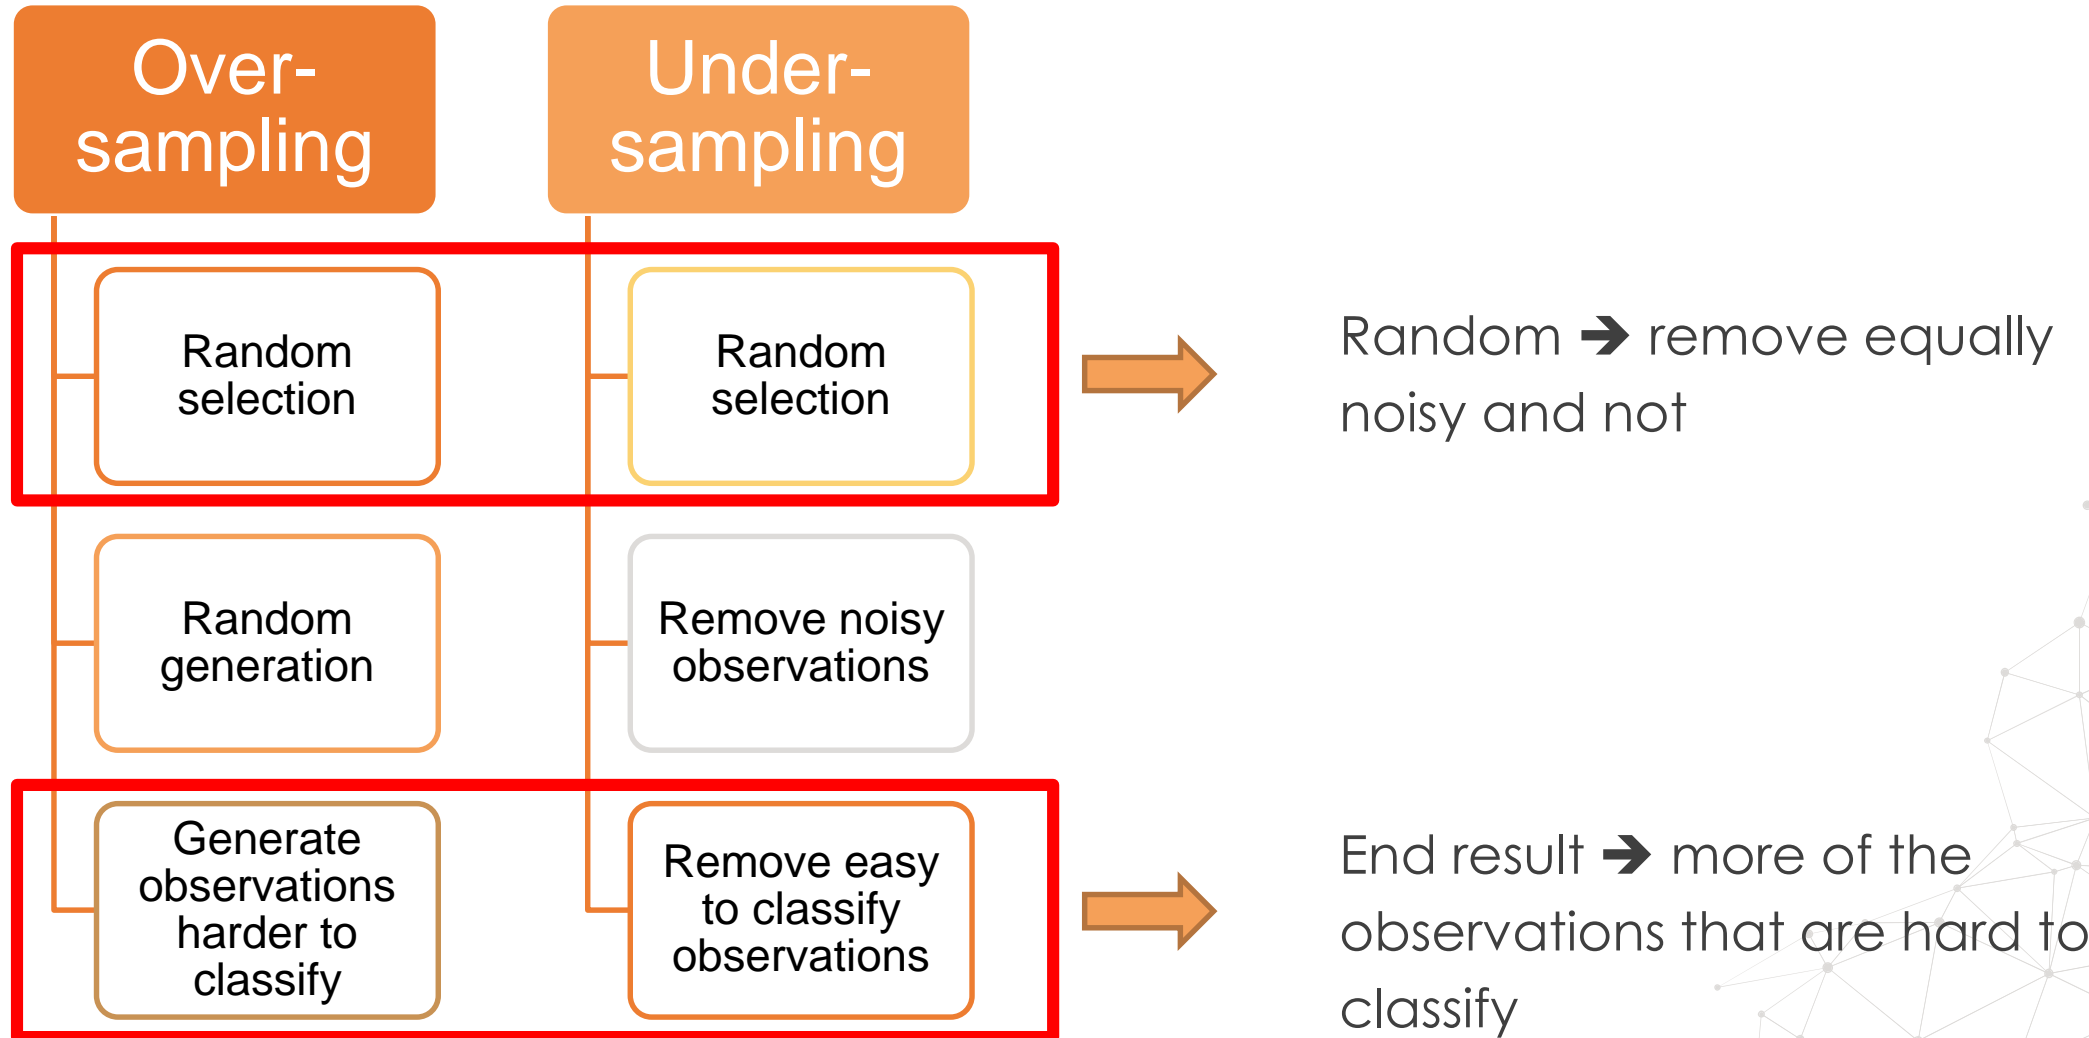 Over-
sampling
Under-
sampling
Random
selection
Random
selection
Random ➔ remove equally
noisy and not
Random
generation
Remove noisy
observations
Generate
observations
harder to
classify
Remove easy
to classify
observations
End result ➔ more of the
observations that are hard to
classify